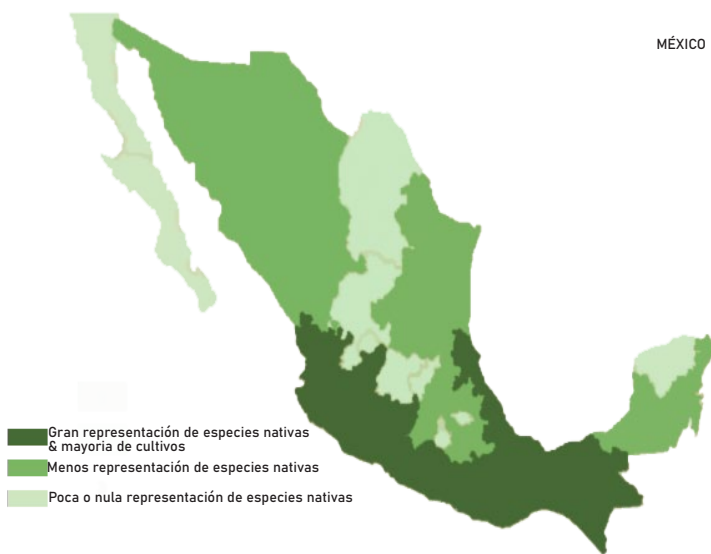 MÉXICO
Gran representación de especies nativas
& mayoria de cultivos
Menos representación de especies nativas
Poca o nula representación de especies nativas